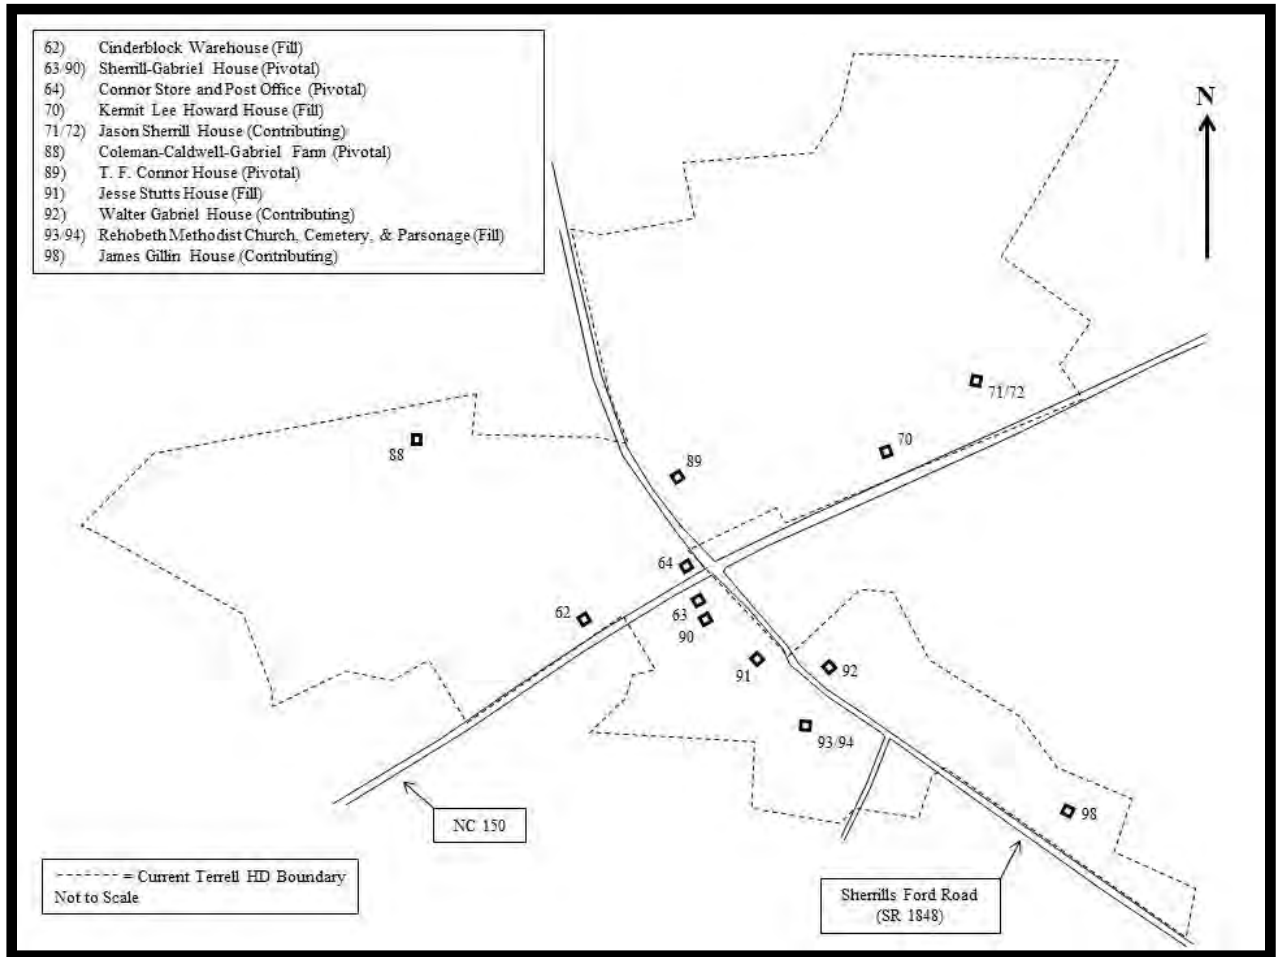 62) Cinderblock Warehouse (Fill)
63/90) Sherrill-Gabriel House (Pivotal)
64) Connor Store and Post Office (Pivotal)
70) Kermit Lee Howard House (Fill)
71/72) Jason Sherrill House (Contributing)
88) Coleman-Caldwell-Gabriel Farm (Pivotal)
89) T. F. Connor House (Pivotal)
91) Jesse Stutts House (Fill)
92) Walter Gabriel House (Contributing)
93/94) Rehobeth Methodist Church, Cemetery, & Parsonage (Fill)
98) James Gillin House (Contributing)
N
71/72
70
88
89
64
62
63
90
91
92
93/94
98
NC 150
Sherrills Ford Road
(SR 1848)
------------ = Current Terrell HD Boundary
Not to Scale